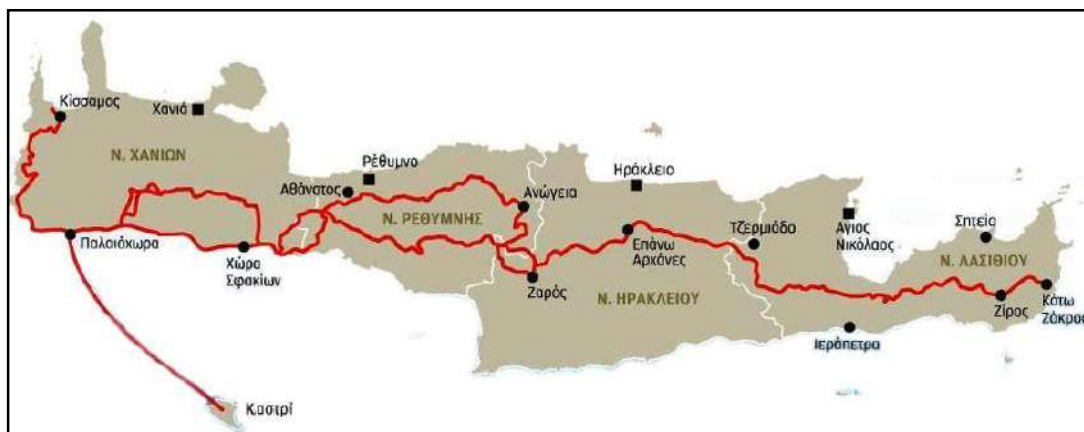 Κίσσαμος
Χανιά
Ν. ΧΑΝΙΩΝ
Παλαιόχωρα
Χώρα
Σφακίων
Καστρί
Αθάνατος
Ρέθυμνο
Ν. ΡΕΘΥΜΝΗΣ
Ανώγεια
Ζαρός
Ηράκλειο
Επάνω
Αρχάνες
Ν. ΗΡΑΚΛΕΙΟΥ
Τζερμιάδο
Αγιος
Νικόλαος
Ιεράπετρα
Σητεία
Ν. ΛΑΣΙΘΙΟΥ
Ζίρος
Κάτω
Ζάκρος